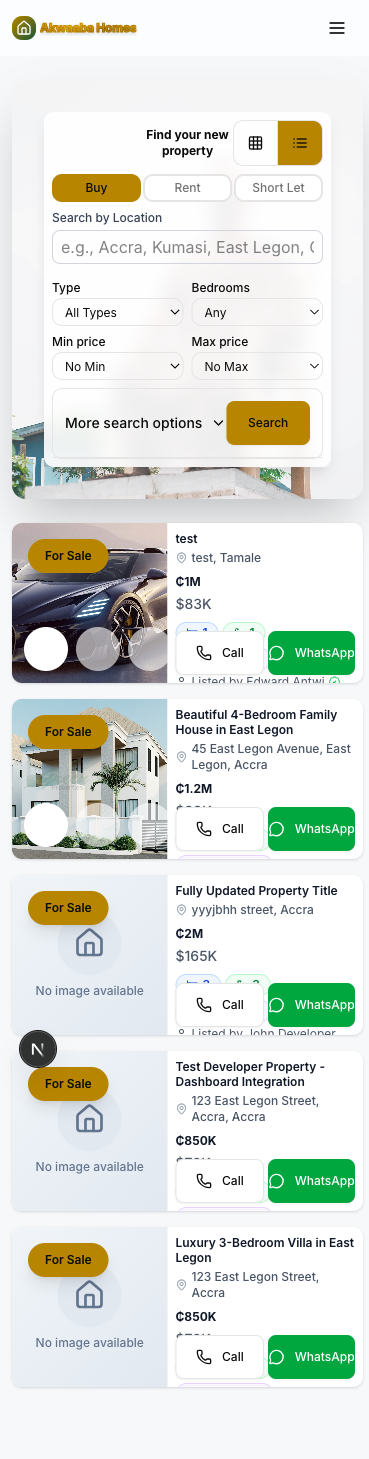 Akwaaba Homes
Find your new
property
Buy
Rent
Short Let
Search by Location
e.g., Accra, Kumasi, East Legon, C
Type
Bedrooms
All Types
Any
Min price
Max price
No Min
No Max
More search options
Search
For Sale
test
test, Tamale
₵1M
$83K
1
1
Call
WhatsApp
Listed by Edward Antwi
For Sale
Beautiful 4-Bedroom Family
House in East Legon
45 East Legon Avenue, East
Legon, Accra
₵1.2M
Call
WhatsApp
For Sale
No image available
Fully Updated Property Title
yyyjbhh street, Accra
₵2M
$165K
Call
WhatsApp
Listed by John Developer
N
For Sale
No image available
Test Developer Property -
Dashboard Integration
123 East Legon Street,
Accra, Accra
₵850K
Call
WhatsApp
For Sale
No image available
Luxury 3-Bedroom Villa in East
Legon
123 East Legon Street,
Accra
₵850K
Call
WhatsApp